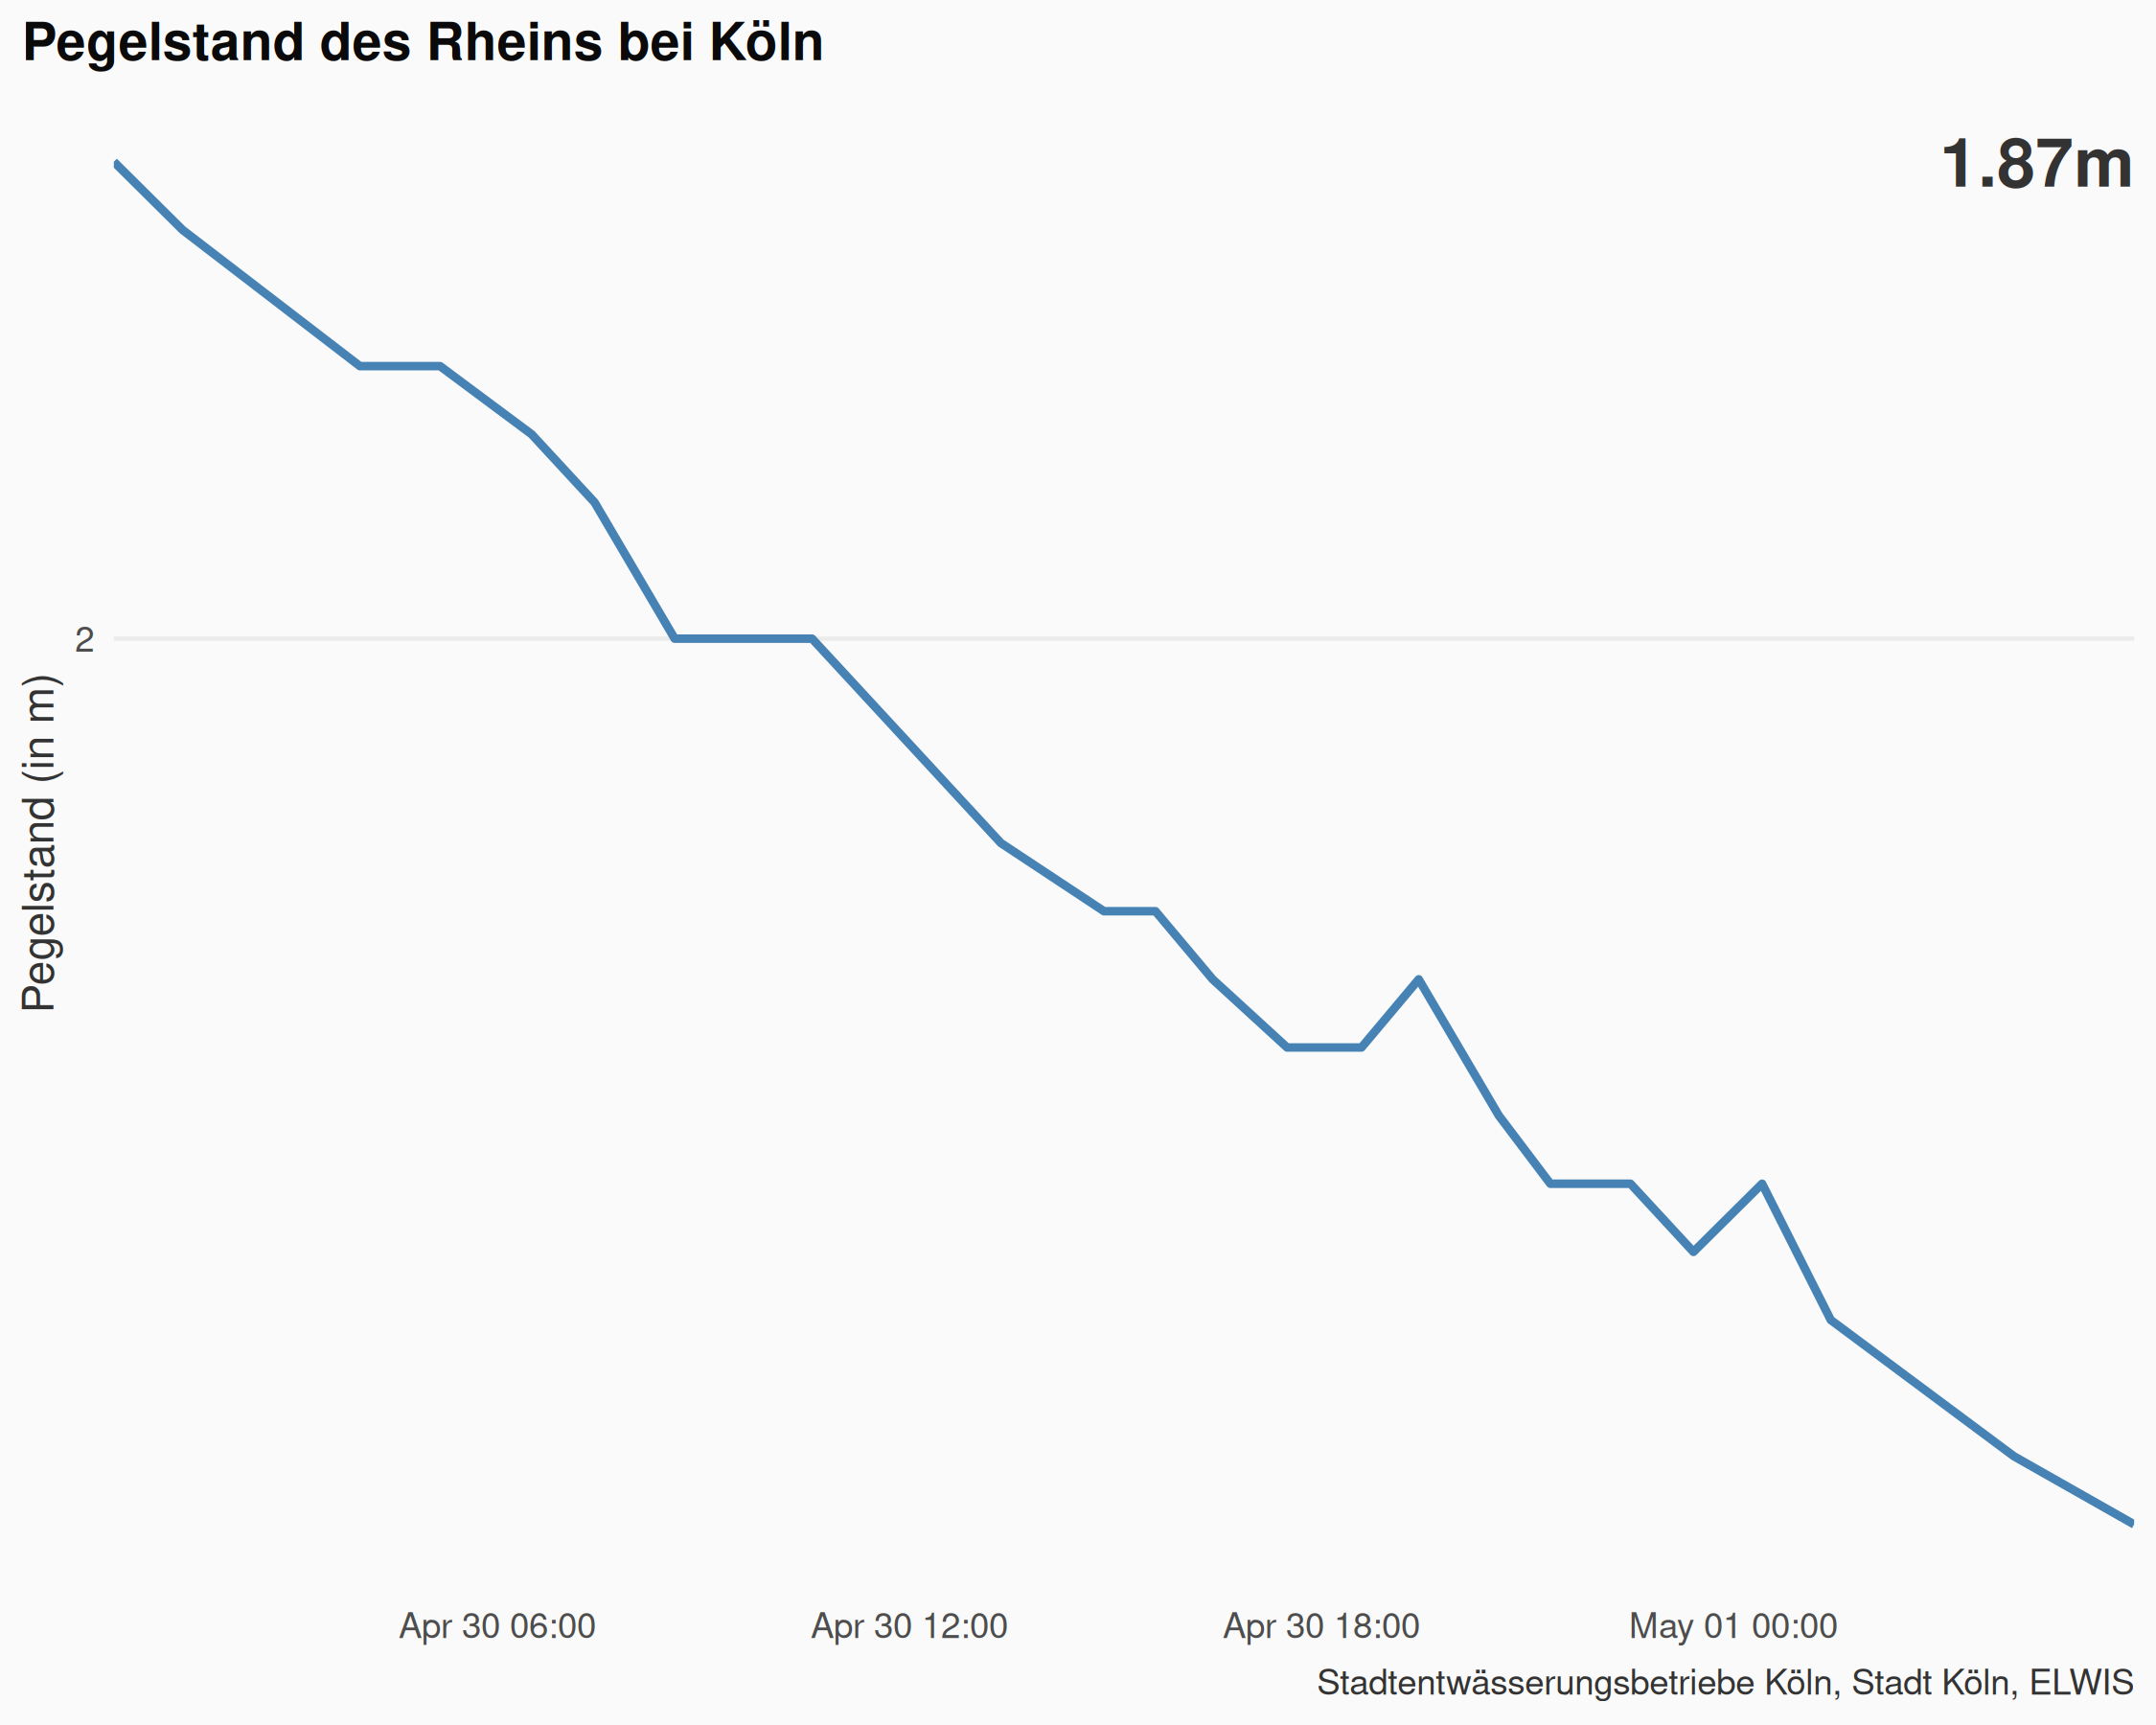 Pegelstand des Rheins bei Köln
1.87m
2
Pegelstand (in m)
Apr 30 06:00 Apr 30 12:00 Apr 30 18:00 May 01 00:00
Stadtentwässerungsbetriebe Köln, Stadt Köln, ELWIS